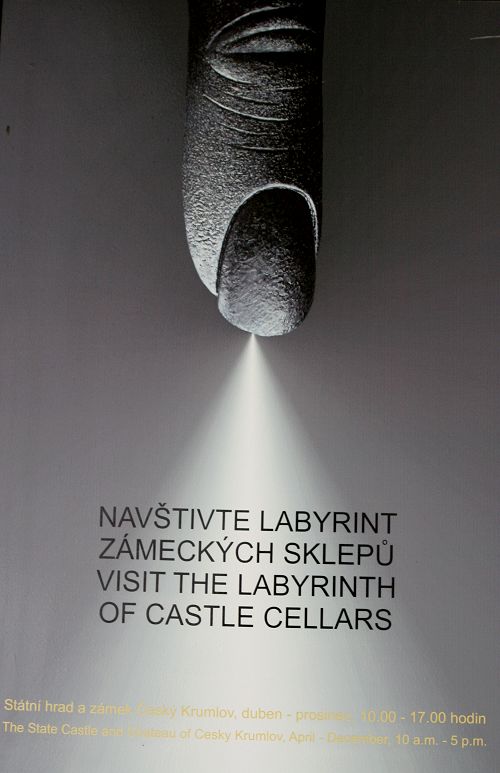 NAVŠTIVTE LABYRINT
ZÁMECKÝCH SKLEPŮ
VISIT THE LABYRINTH
OF CASTLE CELLARS
Státní hrad a zámek Český Krumlov, duben - prosinec, 10.00 - 17.00 hodin
The State Castle and Chateau of Cesky Krumlov, April - December, 10 a.m. - 5 p.m.